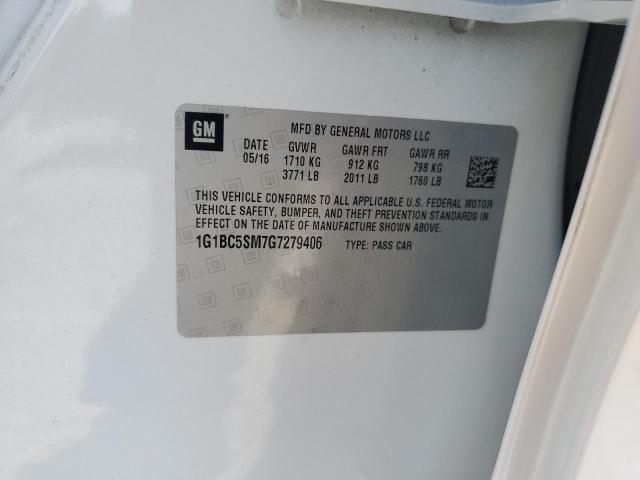 GM
MFD BY GENERAL MOTORS LLC
DATE GVWR GAWR FRT GAWR RR
05/16 1710 KG 912 KG 798 KG
3771 LB 2011 LB 1760 LB
THIS VEHICLE CONFORMS TO ALL APPLICABLE U.S. FEDERAL MOTOR
VEHICLE SAFETY, BUMPER, AND THEFT PREVENTION STANDARDS IN
EFFECT ON THE DATE OF MANUFACTURE SHOWN ABOVE.
1G1BC5SM7G7279406 TYPE: PASS CAR